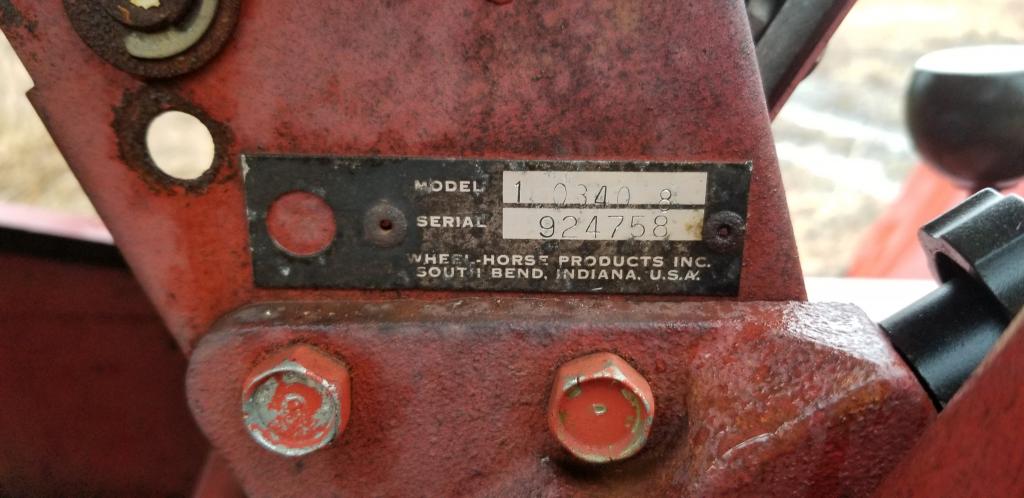 MODEL 1 0340 8
SERIAL 924758
WHEEL-HORSE PRODUCTS INC.
SOUTH BEND, INDIANA, U.S.A.